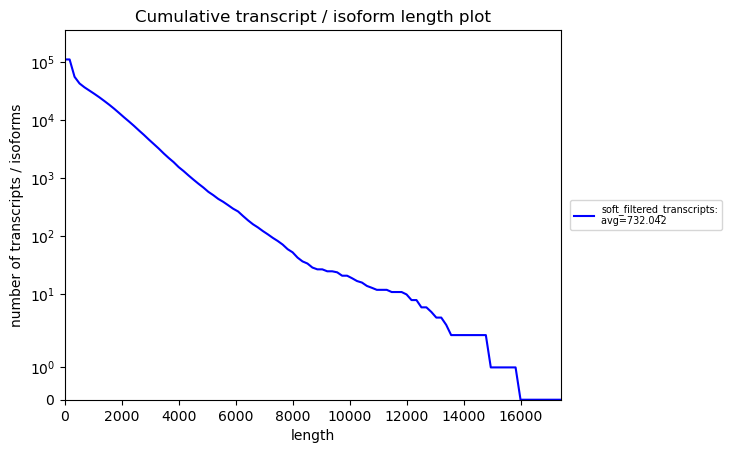 Cumulative transcript / isoform length plot
number of transcripts / isoforms
10⁵
10⁴
10³
10²
10¹
10⁰
0
0 2000 4000 6000 8000 10000 12000 14000 16000
length
soft_filtered_transcripts:
avg=732.042